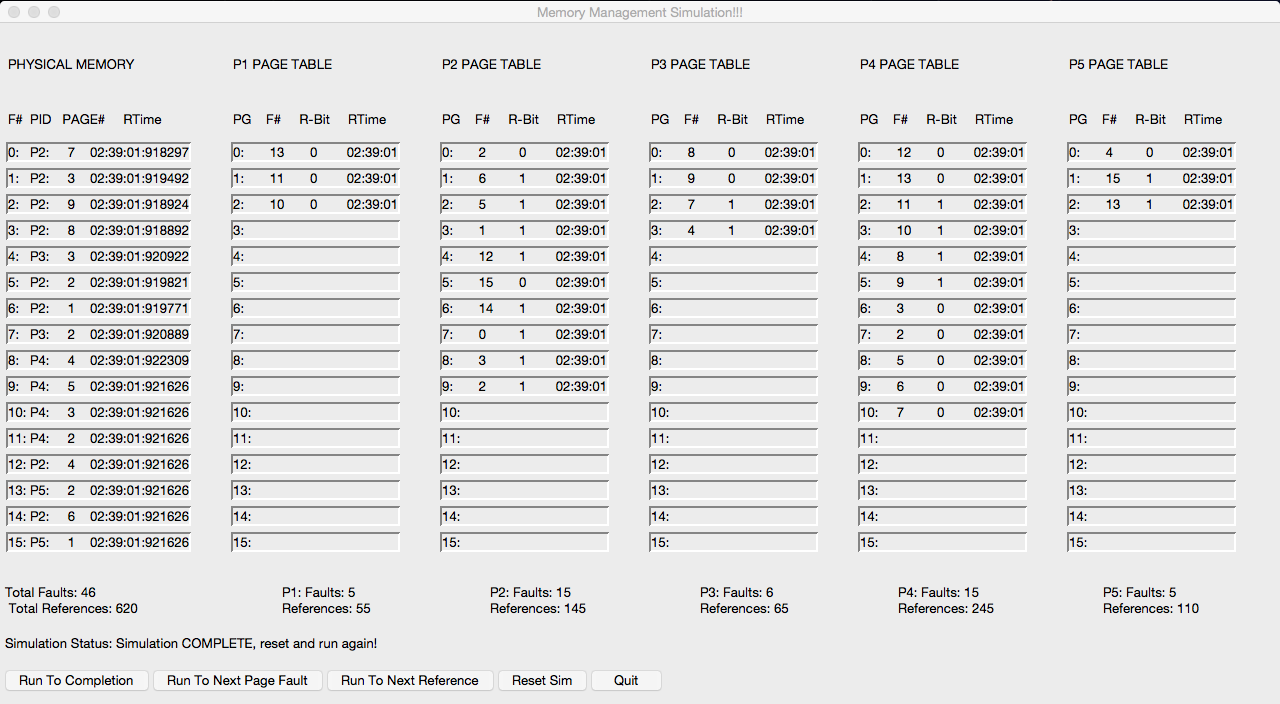 Memory Management Simulation!!!
PHYSICAL MEMORY P1 PAGE TABLE P2 PAGE TABLE P3 PAGE TABLE P4 PAGE TABLE P5 PAGE TABLE
F# PID PAGE# RTime PG F# R-Bit RTime PG F# R-Bit RTime PG F# R-Bit RTime PG F# R-Bit RTime PG F# R-Bit RTime
0: P2: 7 02:39:01:918297 0: 13 0 02:39:01 0: 2 0 02:39:01 0: 8 0 02:39:01 0: 12 0 02:39:01 0: 4 0 02:39:01
1: P2: 3 02:39:01:919492 1: 11 0 02:39:01 1: 6 1 02:39:01 1: 9 0 02:39:01 1: 13 0 02:39:01 1: 15 1 02:39:01
2: P2: 9 02:39:01:918924 2: 10 0 02:39:01 2: 5 1 02:39:01 2: 7 1 02:39:01 2: 11 1 02:39:01 2: 13 1 02:39:01
3: P2: 8 02:39:01:918892 3: 3: 1 1 02:39:01 3: 4 1 02:39:01 3: 10 1 02:39:01 3:
4: P3: 3 02:39:01:920922 4: 4: 12 1 02:39:01 4: 4: 8 1 02:39:01 4:
5: P2: 2 02:39:01:919821 5: 5: 15 0 02:39:01 5: 5: 9 1 02:39:01 5:
6: P2: 1 02:39:01:919771 6: 6: 14 1 02:39:01 6: 6: 3 0 02:39:01 6:
7: P3: 2 02:39:01:920889 7: 7: 0 1 02:39:01 7: 7: 2 0 02:39:01 7:
8: P4: 4 02:39:01:922309 8: 8: 3 1 02:39:01 8: 8: 5 0 02:39:01 8:
9: P4: 5 02:39:01:921626 9: 9: 2 1 02:39:01 9: 9: 6 0 02:39:01 9:
10: P4: 3 02:39:01:921626 10: 10: 10: 10: 7 0 02:39:01 10:
11: P4: 2 02:39:01:921626 11: 11: 11: 11: 11:
12: P2: 4 02:39:01:921626 12: 12: 12: 12: 12:
13: P5: 2 02:39:01:921626 13: 13: 13: 13: 13:
14: P2: 6 02:39:01:921626 14: 14: 14: 14: 14:
15: P5: 1 02:39:01:921626 15: 15: 15: 15: 15:
Total Faults: 46 P1: Faults: 5 P2: Faults: 15 P3: Faults: 6 P4: Faults: 15 P5: Faults: 5
Total References: 620 References: 55 References: 145 References: 65 References: 245 References: 110
Simulation Status: Simulation COMPLETE, reset and run again!
Run To Completion Run To Next Page Fault Run To Next Reference Reset Sim Quit